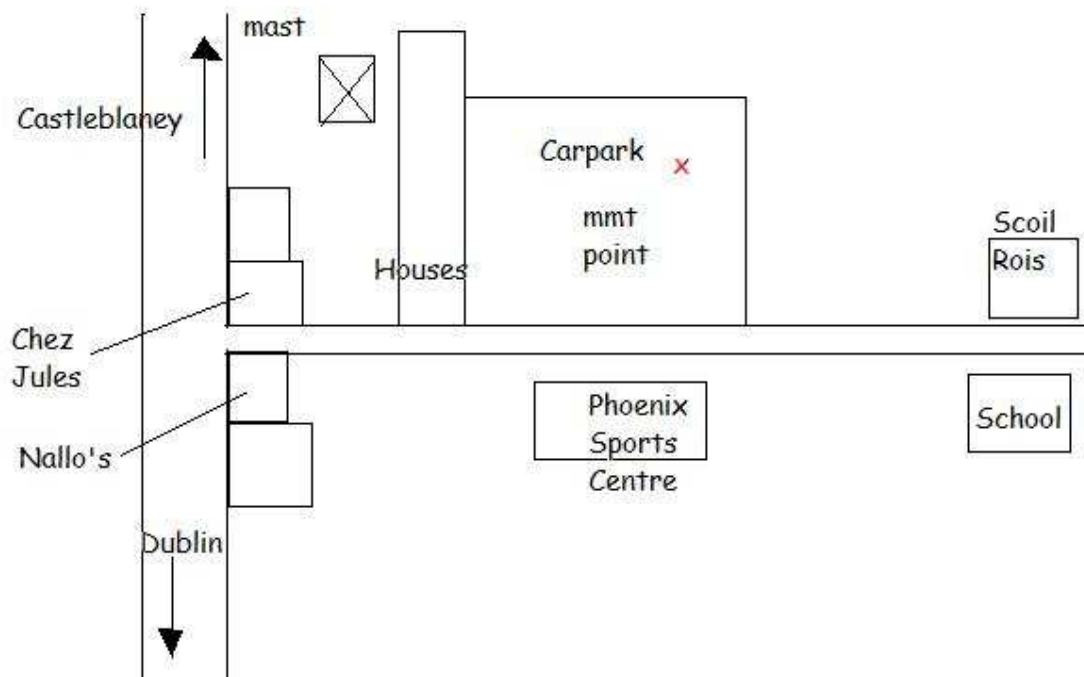 mast
Castleblaney
Carpark
x
mmt
point
Scoil
Rois
Houses
Chez
Jules
Nallo's
Phoenix
Sports
Centre
School
Dublin